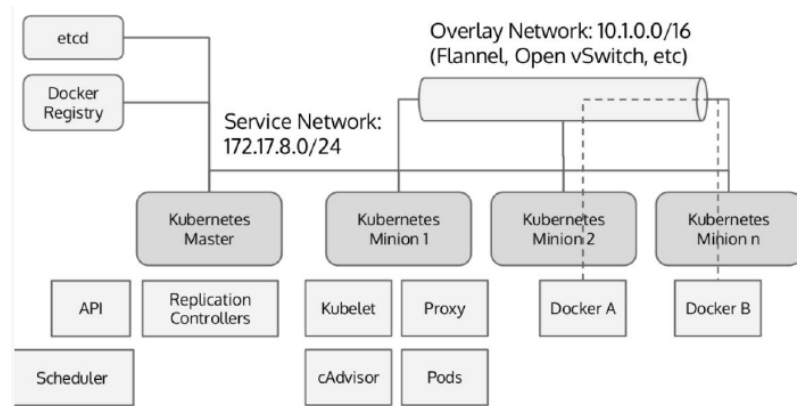 etcd
Overlay Network: 10.1.0.0/16
(Flannel, Open vSwitch, etc)
Docker
Registry
Service Network:
172.17.8.0/24
Kubernetes
Master
Kubernetes
Minion 1
Kubernetes
Minion 2
Kubernetes
Minion n
API
Replication
Controllers
Kubelet
Proxy
Docker A
Docker B
Scheduler
cAdvisor
Pods